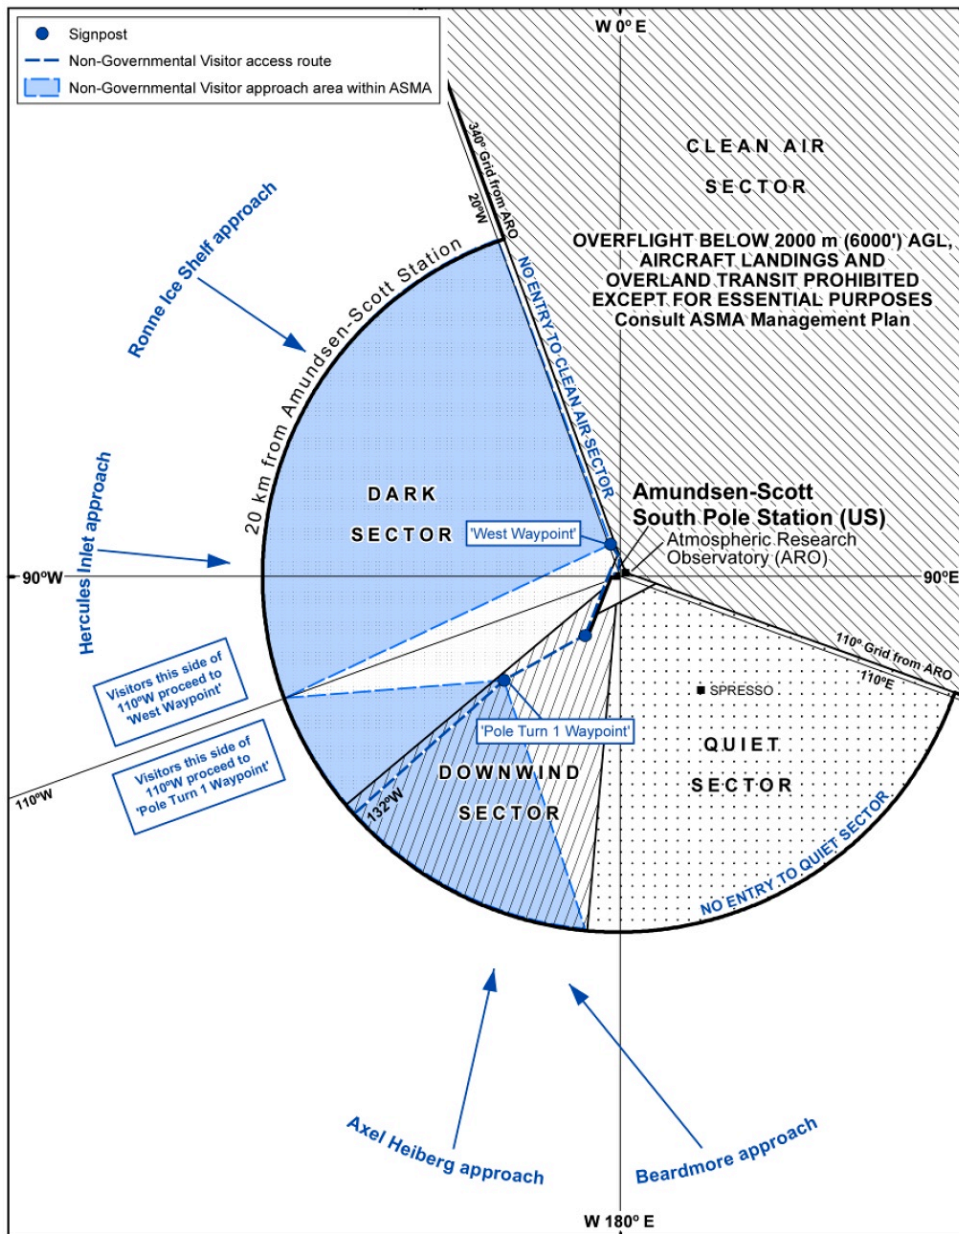 Signpost
Non-Governmental Visitor access route
Non-Governmental Visitor approach area within ASMA
W 0º E
CLEAN AIR
SECTOR
OVERFLIGHT BELOW 2000 m (6000') AGL,
AIRCRAFT LANDINGS AND
OVERLAND TRANSIT PROHIBITED
EXCEPT FOR ESSENTIAL PURPOSES
Consult ASMA Management Plan
340º Grid from ARO
20ºW
NO ENTRY TO CLEAN AIR SECTOR
Ronne Ice Shelf approach
20 km from Amundsen-Scott Station
Hercules Inlet approach
DARK
SECTOR
'West Waypoint'
Amundsen-Scott
South Pole Station (US)
Atmospheric Research
Observatory (ARO)
90ºW
90ºE
110º Grid from ARO
110ºE
Visitors this side of
110ºW proceed to
'West Waypoint'
Visitors this side of
110ºW proceed to
'Pole Turn 1 Waypoint'
110ºW
SPRESSO
'Pole Turn 1 Waypoint'
QUIET
SECTOR
DOWNWIND
SECTOR
132ºW
NO ENTRY TO QUIET SECTOR
Axel Heiberg approach
Beardmore approach
W 180º E